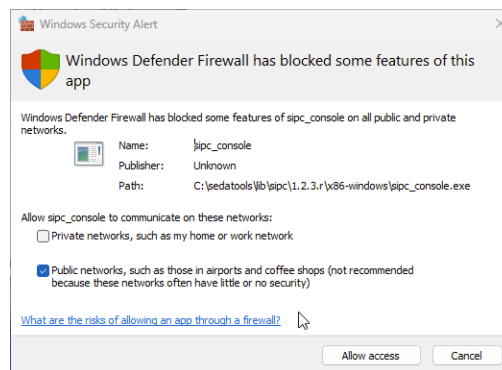 Windows Security Alert
Windows Defender Firewall has blocked some features of this
app
Windows Defender Firewall has blocked some features of sipc_console on all public and private
networks.
Name: sipc_console
Publisher: Unknown
Path: C:\sedatools\lib\sipc\1.2.3.r\x86-windows\sipc_console.exe
Allow sipc_console to communicate on these networks:
Private networks, such as my home or work network
Public networks, such as those in airports and coffee shops (not recommended
because these networks often have little or no security)
What are the risks of allowing an app through a firewall?
Allow access Cancel